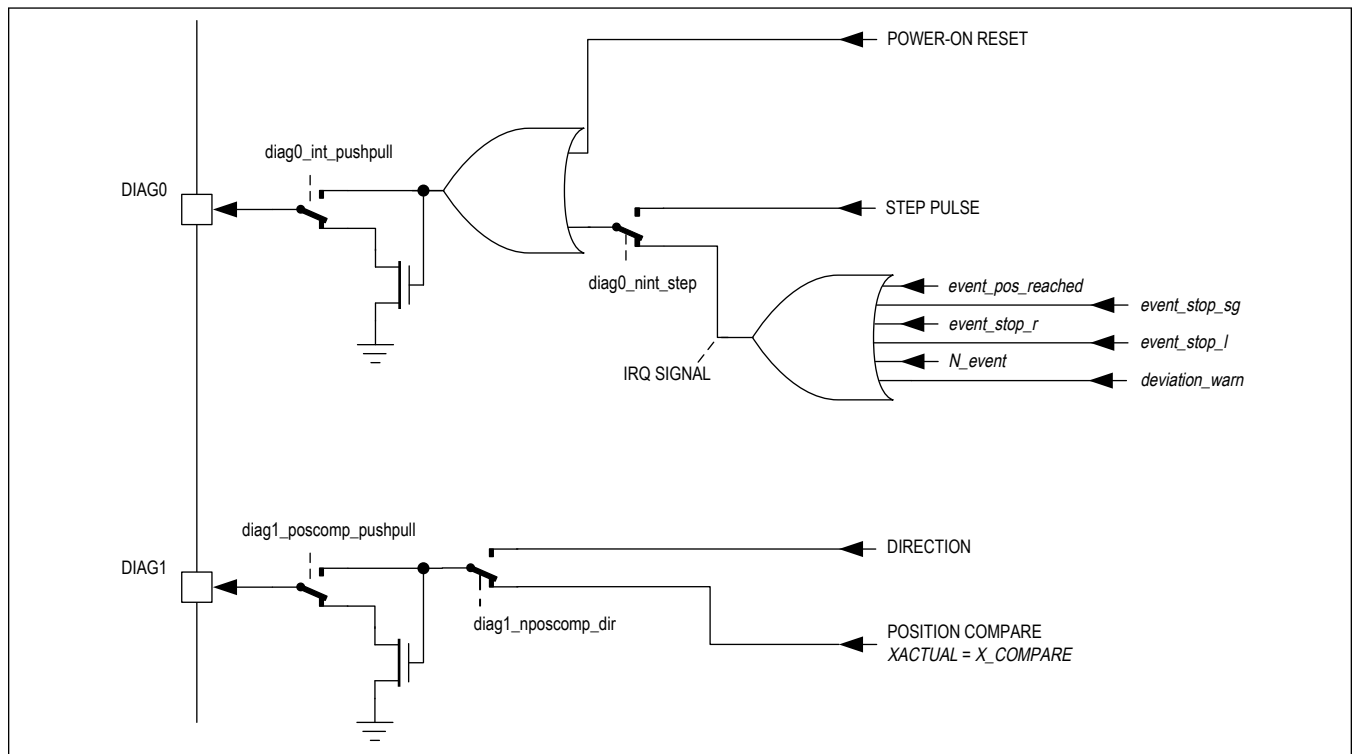 POWER-ON RESET
diag0_int_pushpull
DIAG0
STEP PULSE
diag0_nint_step
event_pos_reached
event_stop_sg
event_stop_r
event_stop_l
IRQ SIGNAL
N_event
deviation_warn
diag1_poscomp_pushpull
DIRECTION
DIAG1
diag1_nposcomp_dir
POSITION COMPARE
XACTUAL = X_COMPARE